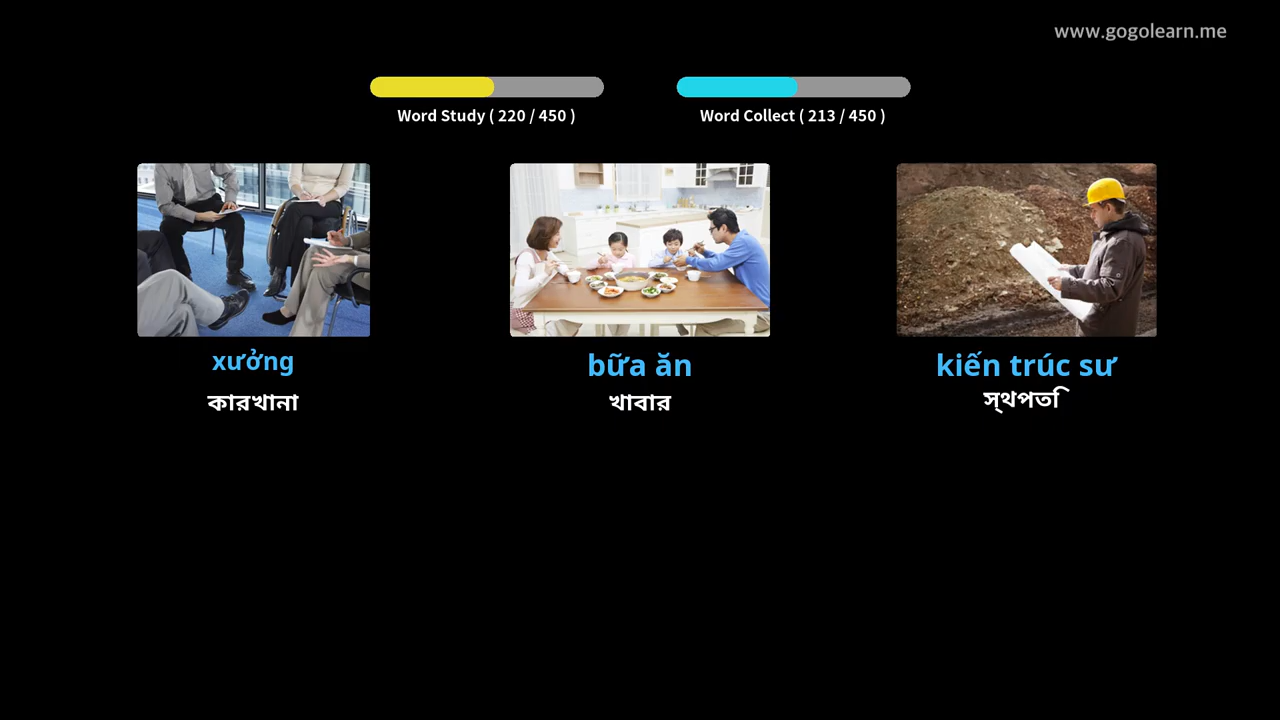 www.gogolearn.me
Word Study ( 220 / 450 )
Word Collect ( 213 / 450 )
xưởng
bữa ăn
kiến trúc sư
কারখানা
খাবার
স্থপতি